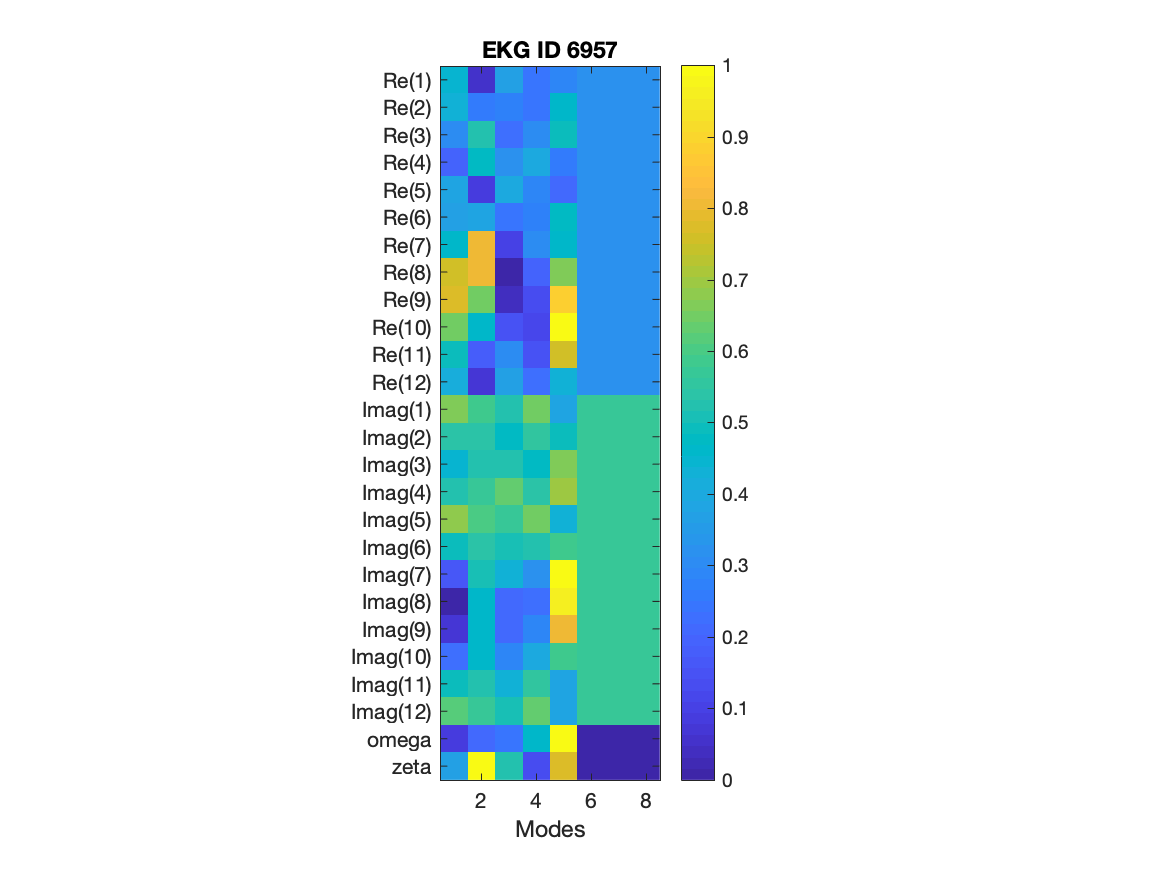 EKG ID 6957
Re(1)
Re(2)
Re(3)
Re(4)
Re(5)
Re(6)
Re(7)
Re(8)
Re(9)
Re(10)
Re(11)
Re(12)
Imag(1)
Imag(2)
Imag(3)
Imag(4)
Imag(5)
Imag(6)
Imag(7)
Imag(8)
Imag(9)
Imag(10)
Imag(11)
Imag(12)
omega
zeta
2 4 6 8
Modes
1
0.9
0.8
0.7
0.6
0.5
0.4
0.3
0.2
0.1
0